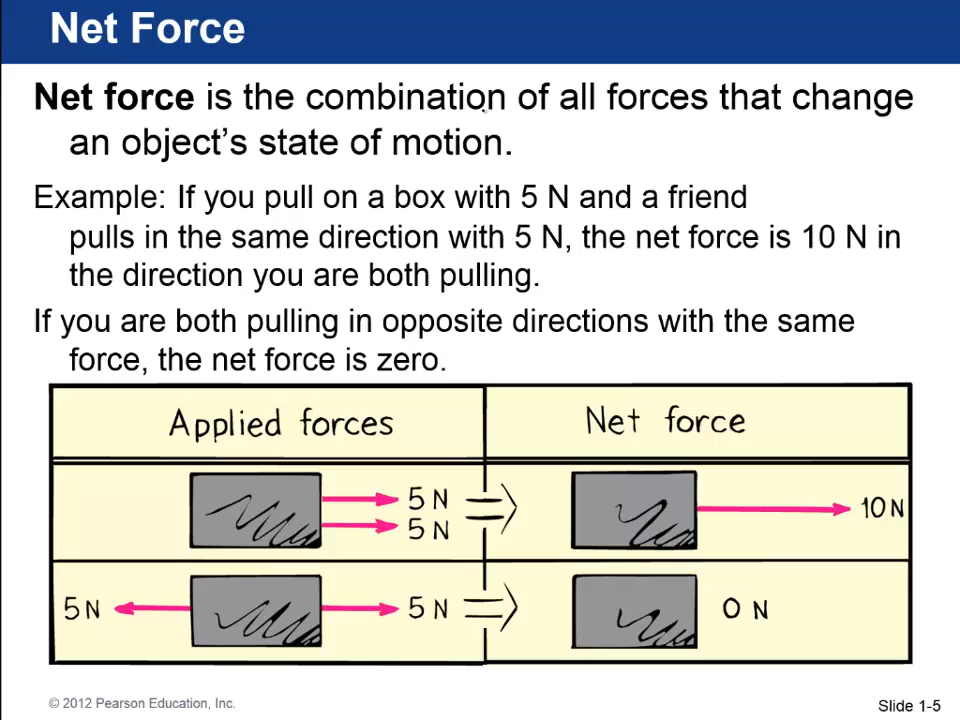 Net Force
Net force is the combination of all forces that change
an object's state of motion.
Example: If you pull on a box with 5 N and a friend
pulls in the same direction with 5 N, the net force is 10 N in
the direction you are both pulling.
If you are both pulling in opposite directions with the same
force, the net force is zero.
Applied forces
Net force
5 N
5 N
10 N
5 N
5 N
0 N
© 2012 Pearson Education, Inc.
Slide 1-5